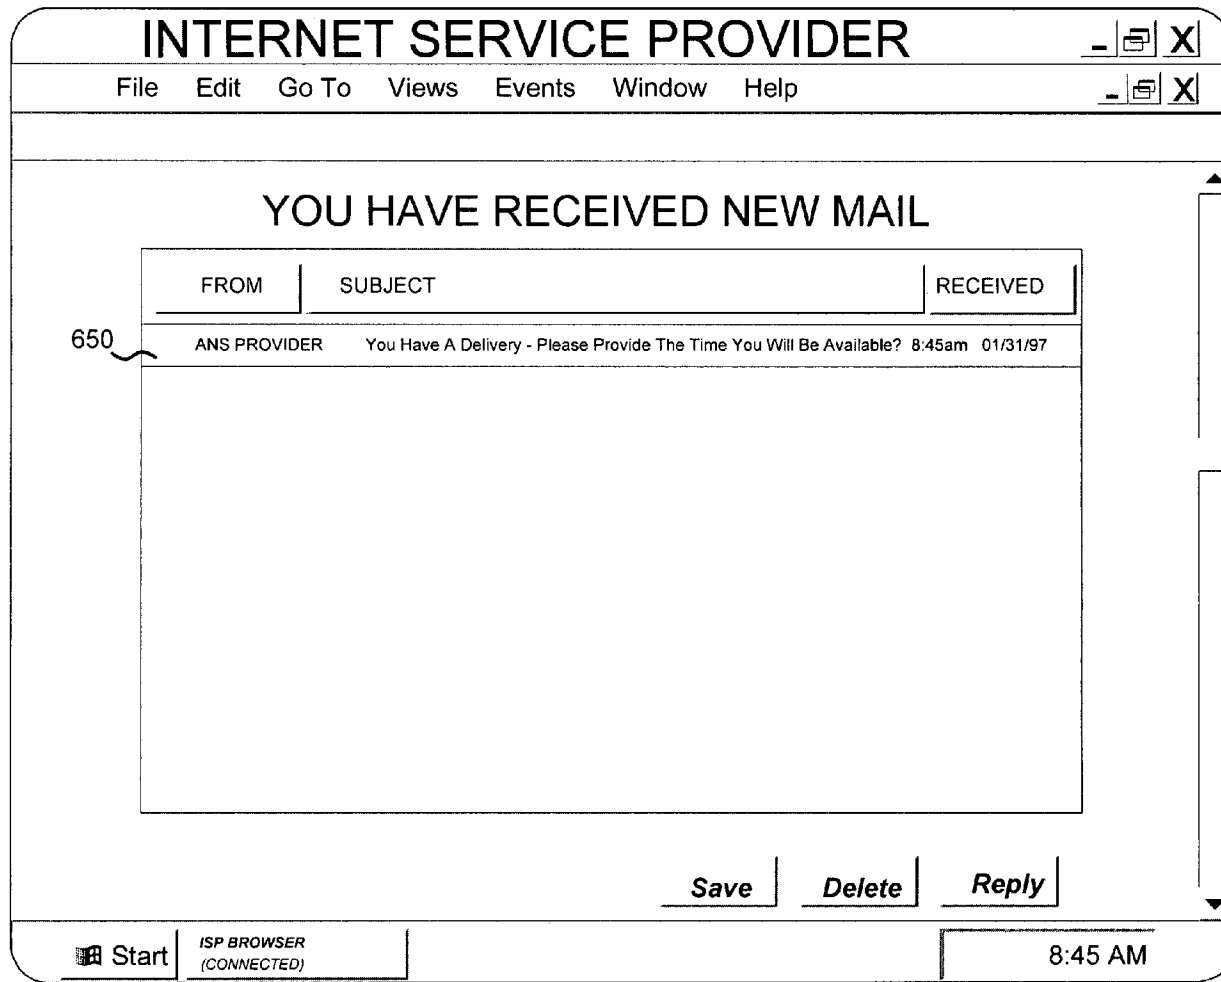 INTERNET SERVICE PROVIDER - X
File Edit Go To Views Events Window Help - X
YOU HAVE RECEIVED NEW MAIL
FROM SUBJECT RECEIVED
650 ANS PROVIDER You Have A Delivery - Please Provide The Time You Will Be Available? 8:45am 01/31/97
Save Delete Reply
Start ISP BROWSER
(CONNECTED)
8:45 AM